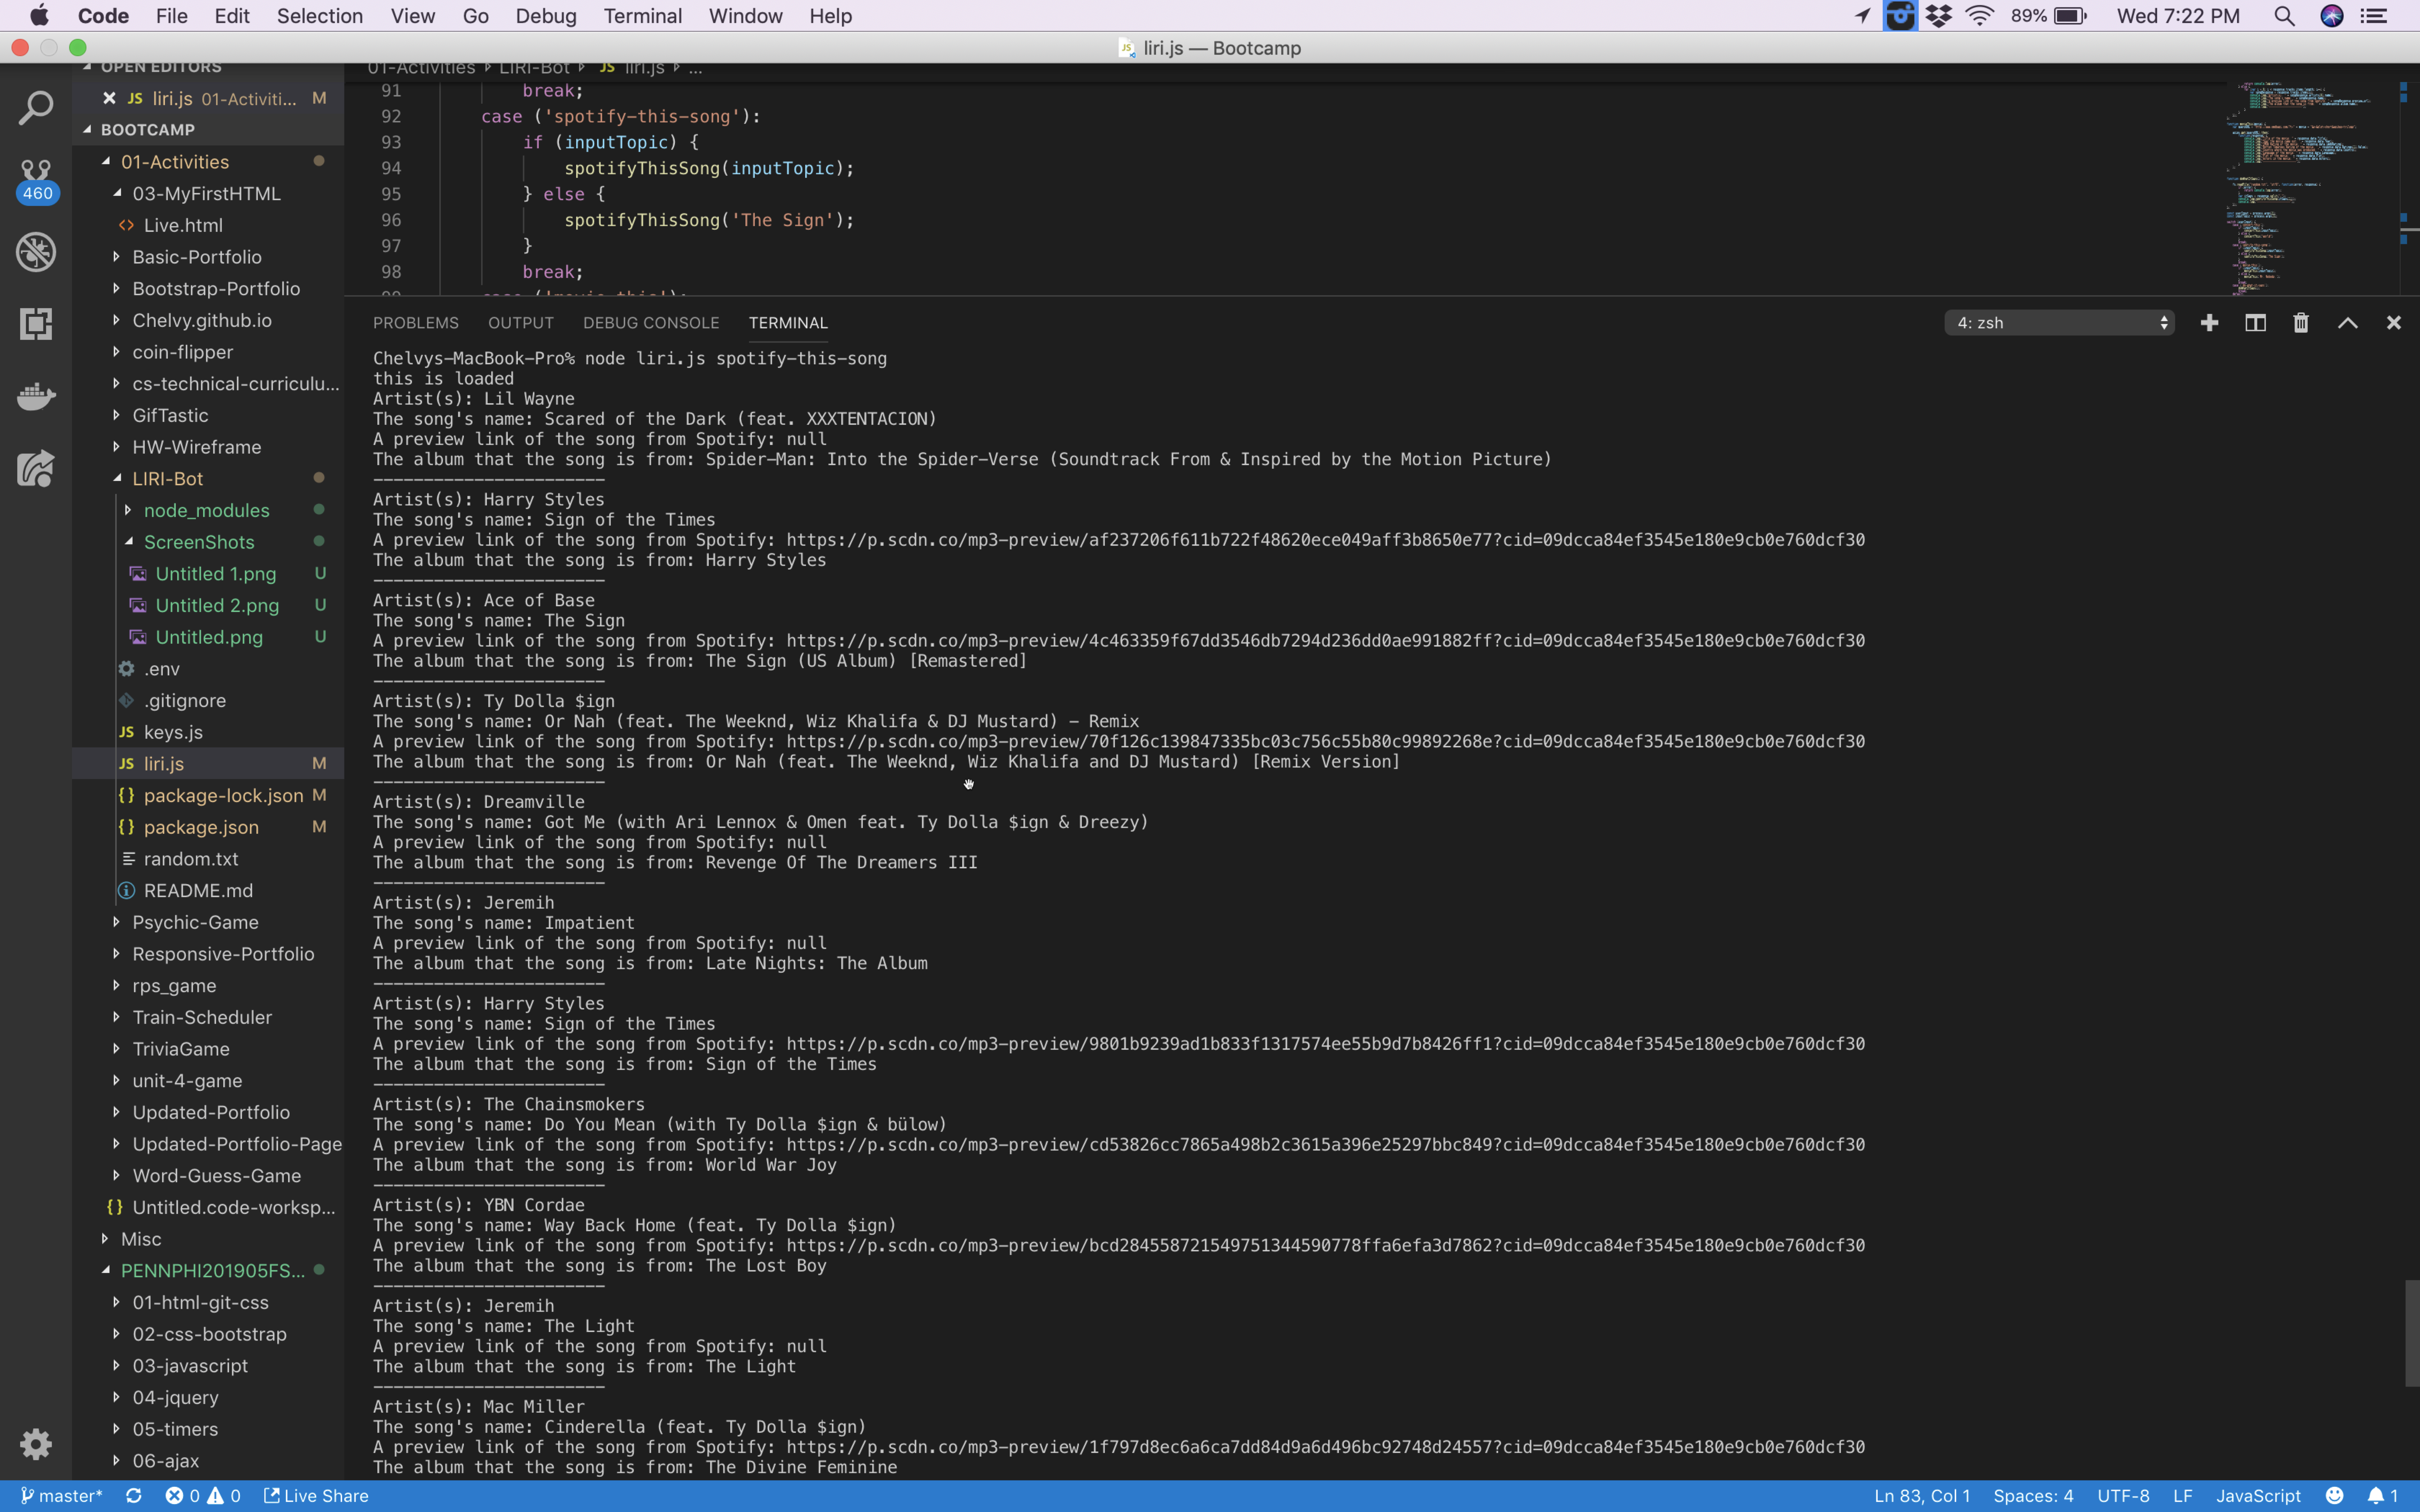 Code File Edit Selection View Go Debug Terminal Window Help 89% Wed 7:22 PM
JS liri.js — Bootcamp
OPEN EDITORS
JS liri.js 01-Activiti... M
BOOTCAMP
01-Activities
03-MyFirstHTML
<> Live.html
Basic-Portfolio
Bootstrap-Portfolio
Chelvy.github.io
coin-flipper
cs-technical-curriculu...
GifTastic
HW-Wireframe
LIRI-Bot
node_modules
ScreenShots
Untitled 1.png U
Untitled 2.png U
Untitled.png U
.env
.gitignore
JS keys.js
JS liri.js M
{} package-lock.json M
{} package.json M
random.txt
README.md
Psychic-Game
Responsive-Portfolio
rps_game
Train-Scheduler
TriviaGame
unit-4-game
Updated-Portfolio
Updated-Portfolio-Page
Word-Guess-Game
{} Untitled.code-worksp...
Misc
PENNPHI201905FS...
01-html-git-css
02-css-bootstrap
03-javascript
04-jquery
05-timers
06-ajax
460
01-Activities LIRI-Bot JS liri.js ...
91 break;
92 case ('spotify-this-song'):
93 if (inputTopic) {
94 spotifyThisSong(inputTopic);
95 } else {
96 spotifyThisSong('The Sign');
97 }
98 break;
99 case ('movie-this'):
PROBLEMS OUTPUT DEBUG CONSOLE TERMINAL 4: zsh
Chelvys-MacBook-Pro% node liri.js spotify-this-song
this is loaded
Artist(s): Lil Wayne
The song's name: Scared of the Dark (feat. XXXTENTACION)
A preview link of the song from Spotify: null
The album that the song is from: Spider-Man: Into the Spider-Verse (Soundtrack From & Inspired by the Motion Picture)
-----------------------
Artist(s): Harry Styles
The song's name: Sign of the Times
A preview link of the song from Spotify: https://p.scdn.co/mp3-preview/af237206f611b722f48620ece049aff3b8650e77?cid=09dcca84ef3545e180e9cb0e760dcf30
The album that the song is from: Harry Styles
-----------------------
Artist(s): Ace of Base
The song's name: The Sign
A preview link of the song from Spotify: https://p.scdn.co/mp3-preview/4c463359f67dd3546db7294d236dd0ae991882ff?cid=09dcca84ef3545e180e9cb0e760dcf30
The album that the song is from: The Sign (US Album) [Remastered]
-----------------------
Artist(s): Ty Dolla $ign
The song's name: Or Nah (feat. The Weeknd, Wiz Khalifa & DJ Mustard) - Remix
A preview link of the song from Spotify: https://p.scdn.co/mp3-preview/70f126c139847335bc03c756c55b80c99892268e?cid=09dcca84ef3545e180e9cb0e760dcf30
The album that the song is from: Or Nah (feat. The Weeknd, Wiz Khalifa and DJ Mustard) [Remix Version]
-----------------------
Artist(s): Dreamville
The song's name: Got Me (with Ari Lennox & Omen feat. Ty Dolla $ign & Dreezy)
A preview link of the song from Spotify: null
The album that the song is from: Revenge Of The Dreamers III
-----------------------
Artist(s): Jeremih
The song's name: Impatient
A preview link of the song from Spotify: null
The album that the song is from: Late Nights: The Album
-----------------------
Artist(s): Harry Styles
The song's name: Sign of the Times
A preview link of the song from Spotify: https://p.scdn.co/mp3-preview/9801b9239ad1b833f1317574ee55b9d7b8426ff1?cid=09dcca84ef3545e180e9cb0e760dcf30
The album that the song is from: Sign of the Times
-----------------------
Artist(s): The Chainsmokers
The song's name: Do You Mean (with Ty Dolla $ign & bülow)
A preview link of the song from Spotify: https://p.scdn.co/mp3-preview/cd53826cc7865a498b2c3615a396e25297bbc849?cid=09dcca84ef3545e180e9cb0e760dcf30
The album that the song is from: World War Joy
-----------------------
Artist(s): YBN Cordae
The song's name: Way Back Home (feat. Ty Dolla $ign)
A preview link of the song from Spotify: https://p.scdn.co/mp3-preview/bcd284558721549751344590778ffa6efa3d7862?cid=09dcca84ef3545e180e9cb0e760dcf30
The album that the song is from: The Lost Boy
-----------------------
Artist(s): Jeremih
The song's name: The Light
A preview link of the song from Spotify: null
The album that the song is from: The Light
-----------------------
Artist(s): Mac Miller
The song's name: Cinderella (feat. Ty Dolla $ign)
A preview link of the song from Spotify: https://p.scdn.co/mp3-preview/1f797d8ec6a6ca7dd84d9a6d496bc92748d24557?cid=09dcca84ef3545e180e9cb0e760dcf30
The album that the song is from: The Divine Feminine
master* 0 0 Live Share Ln 83, Col 1 Spaces: 4 UTF-8 LF JavaScript 1